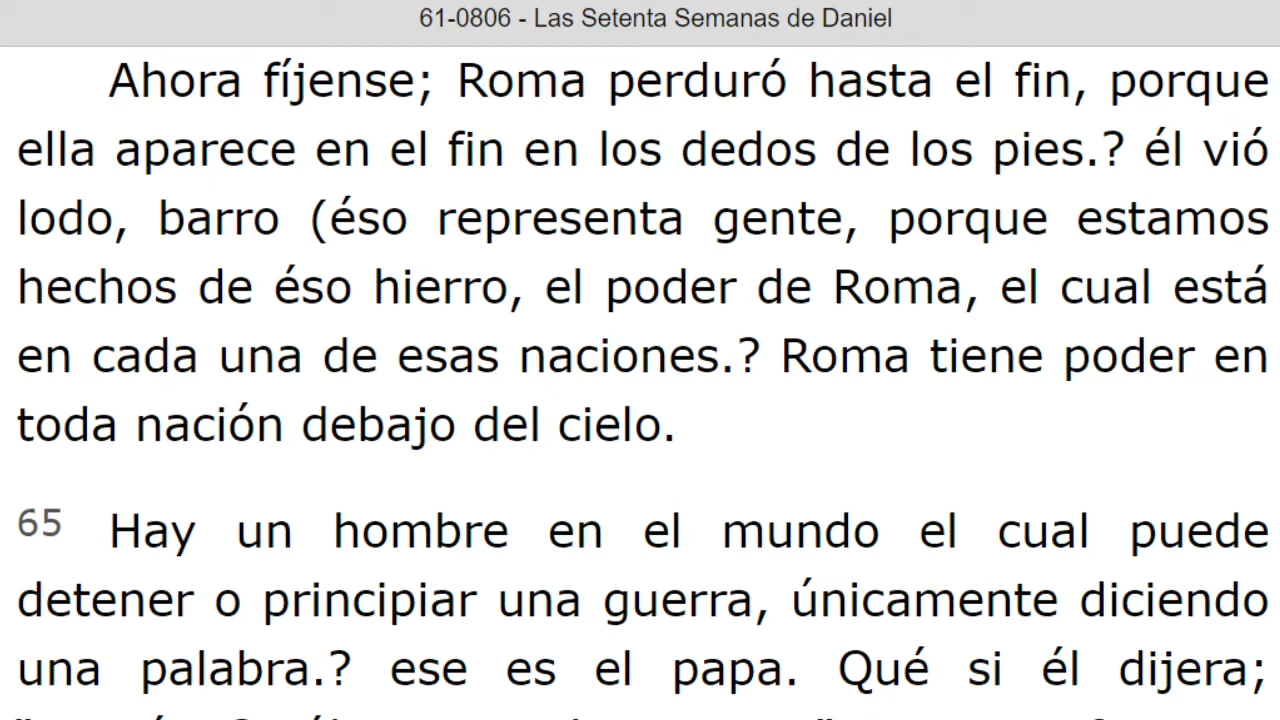 61-0806 - Las Setenta Semanas de Daniel
Ahora fíjense; Roma perduró hasta el fin, porque
ella aparece en el fin en los dedos de los pies.? él vió
lodo, barro (éso representa gente, porque estamos
hechos de éso hierro, el poder de Roma, el cual está
en cada una de esas naciones.? Roma tiene poder en
toda nación debajo del cielo.
65 Hay un hombre en el mundo el cual puede
detener o principiar una guerra, únicamente diciendo
una palabra.? ese es el papa. Qué si él dijera;